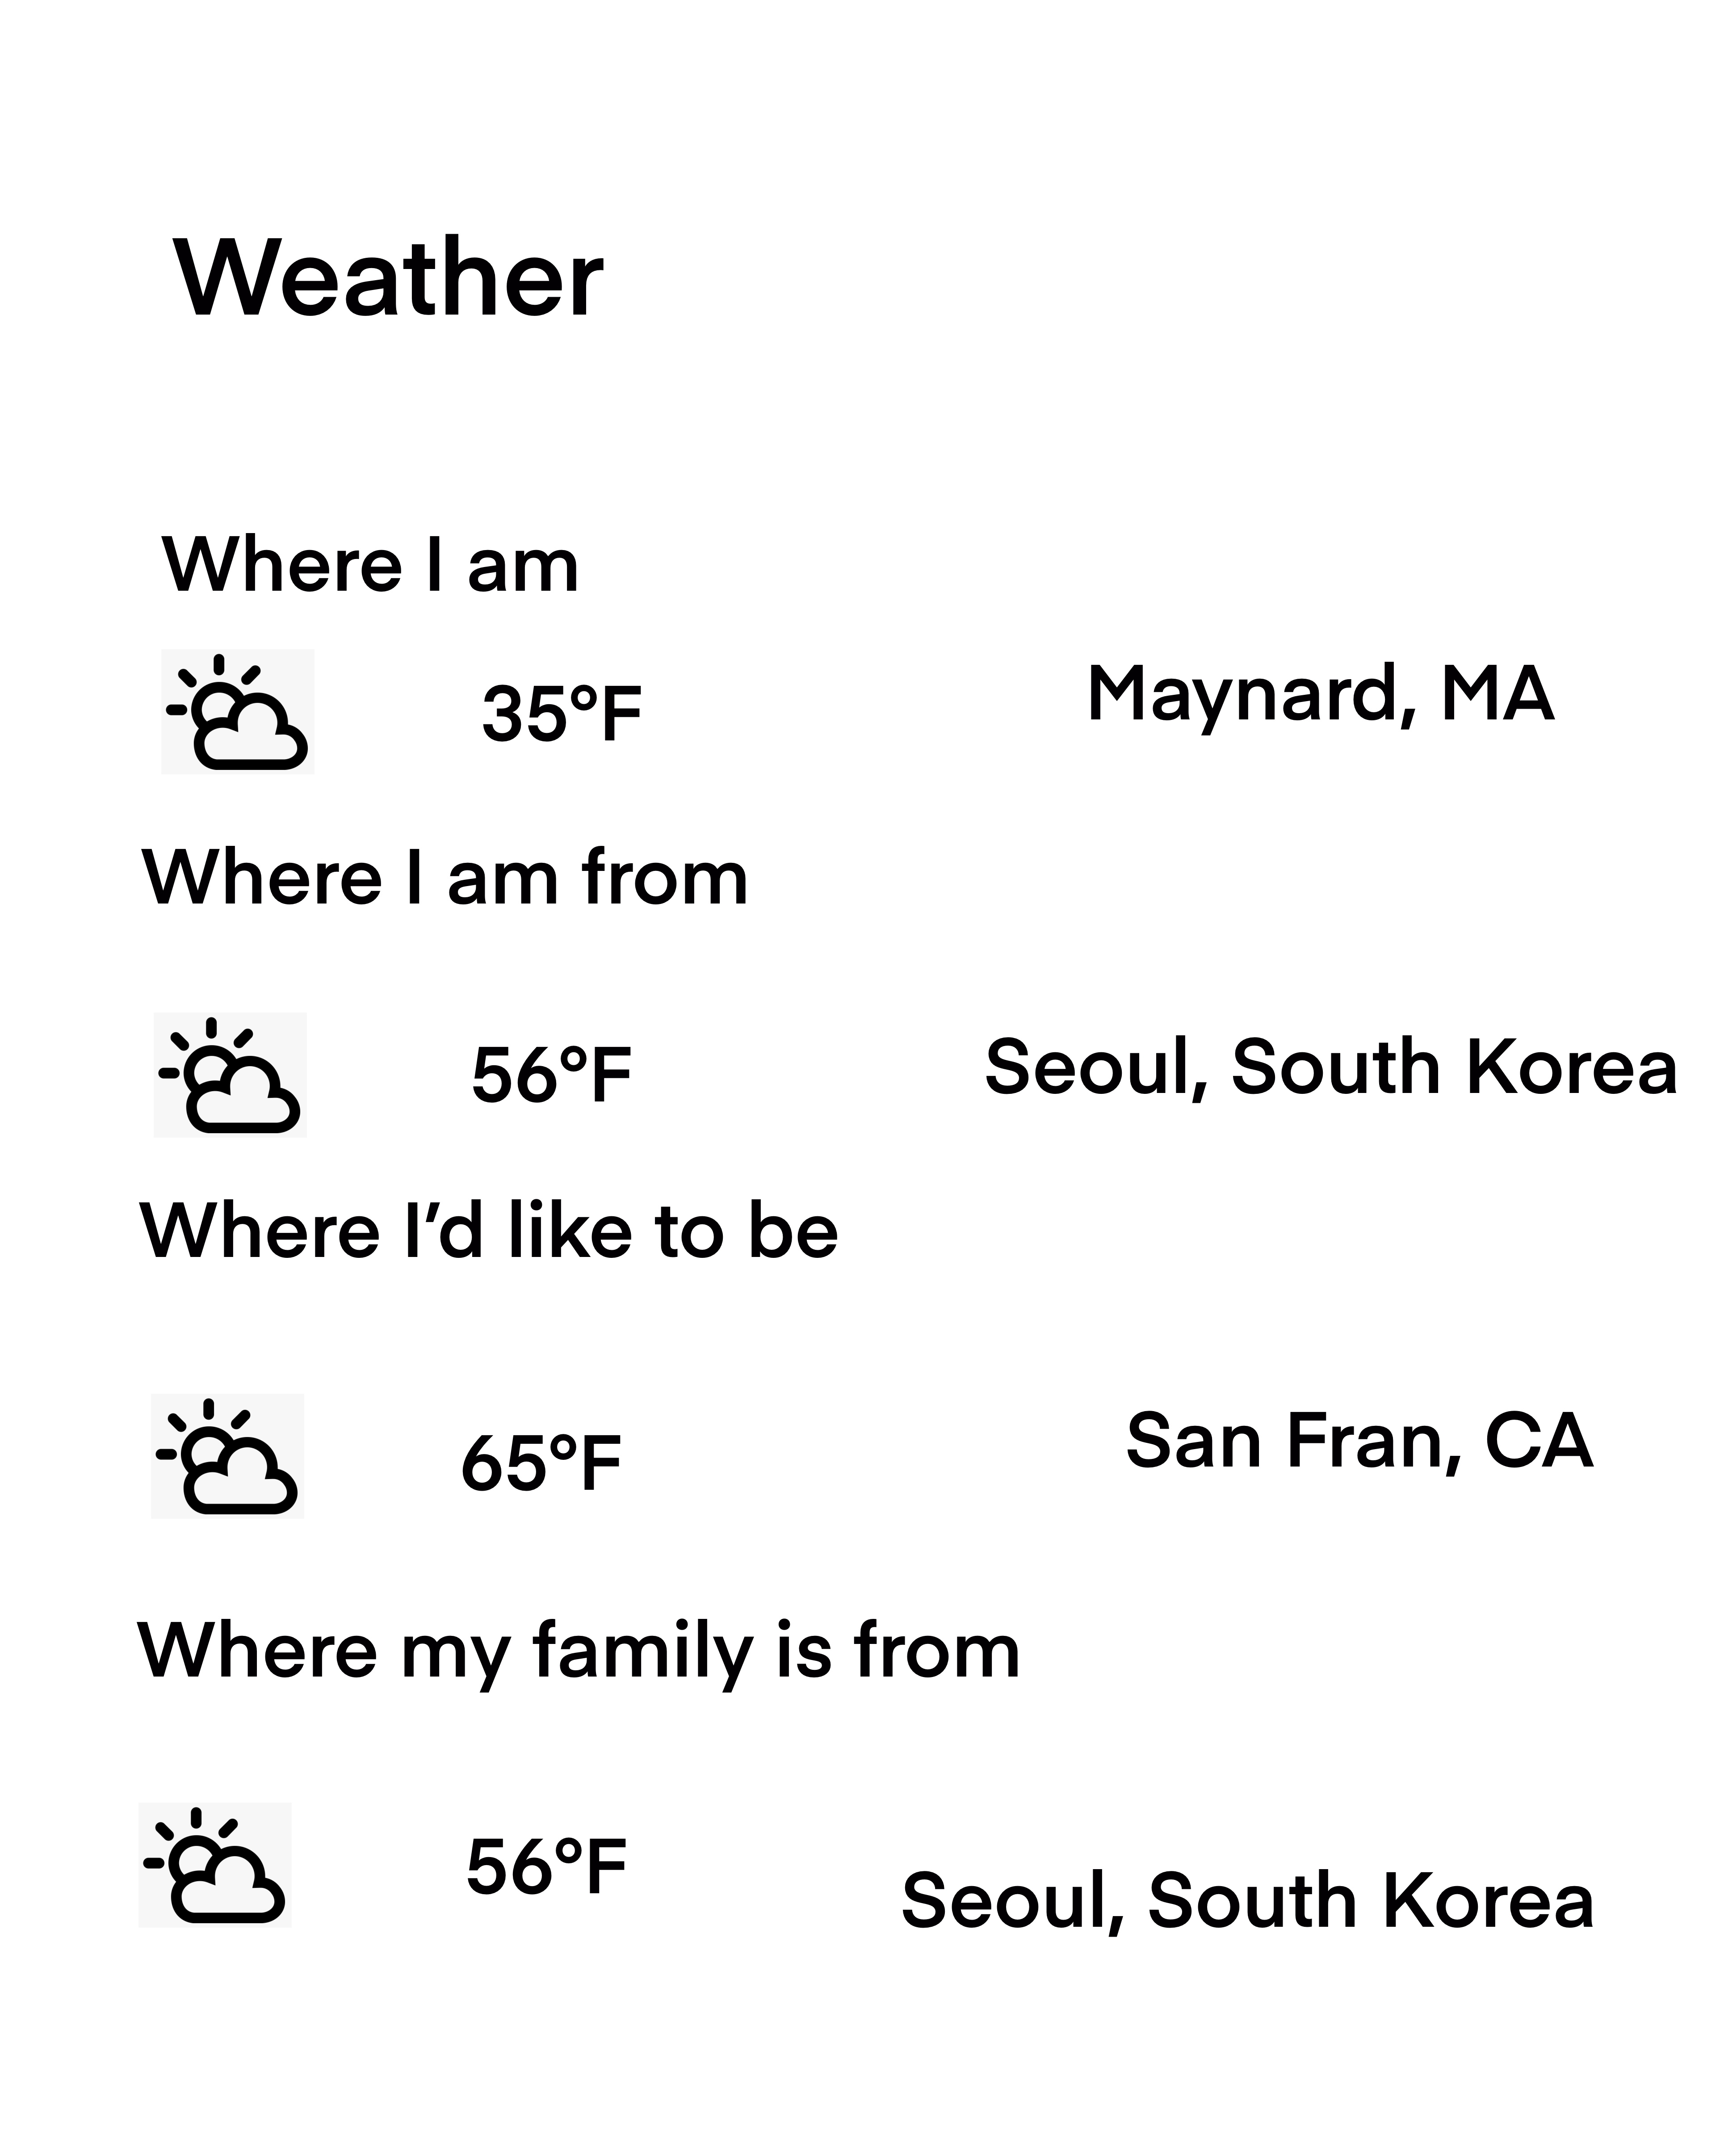 Weather
Where I am
35°F
Maynard, MA
Where I am from
56°F
Seoul, South Korea
Where I’d like to be
65°F
San Fran, CA
Where my family is from
56°F
Seoul, South Korea